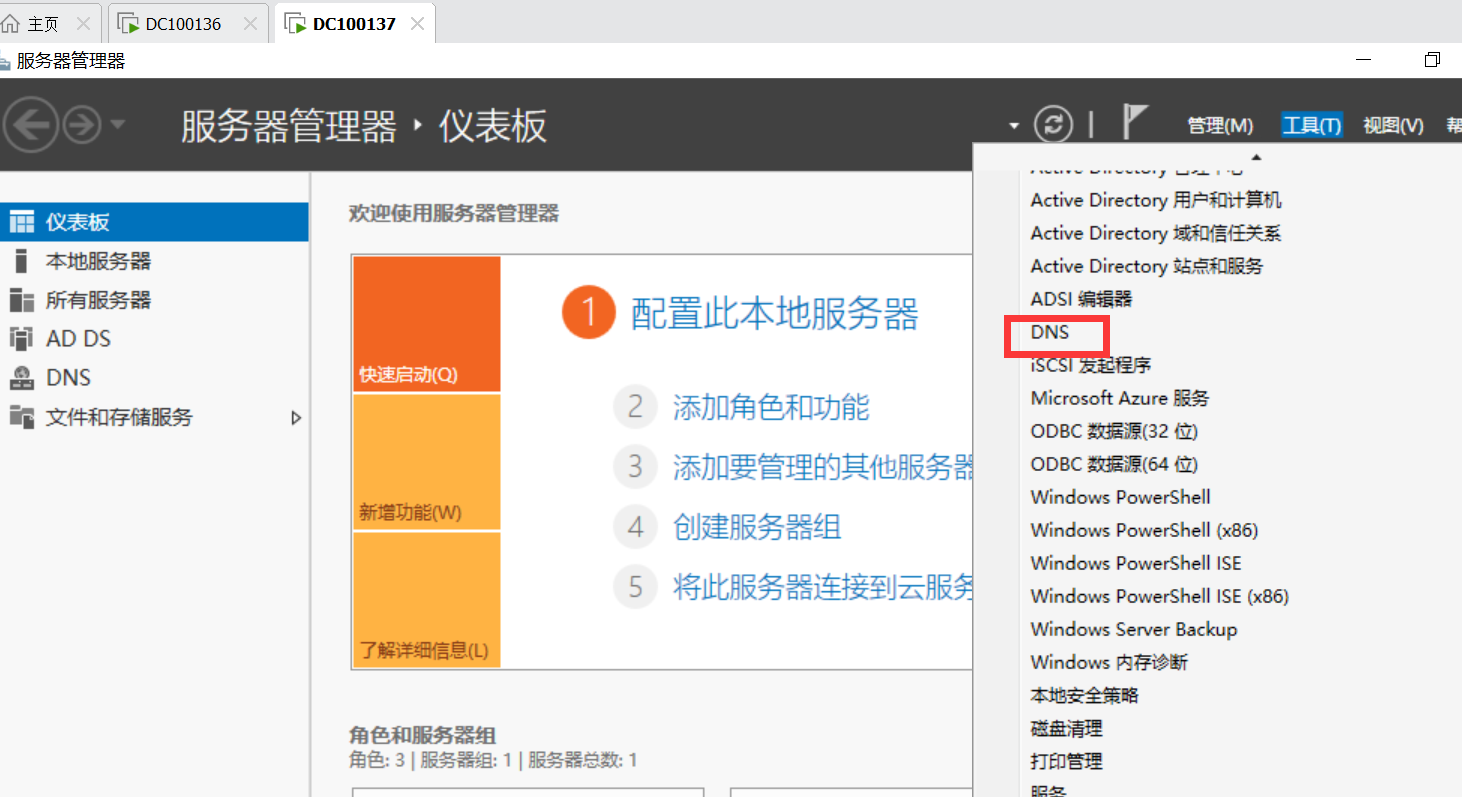 主页
DC100136
DC100137
服务器管理器
服务器管理器 仪表板
管理(M)
工具(T)
视图(V)
仪表板
本地服务器
所有服务器
AD DS
DNS
文件和存储服务
欢迎使用服务器管理器
快速启动(Q)
新增功能(W)
了解详细信息(L)
1 配置此本地服务器
2 添加角色和功能
3 添加要管理的其他服务器
4 创建服务器组
5 将此服务器连接到云服务
角色和服务器组
角色: 3 | 服务器组: 1 | 服务器总数: 1
Active Directory 管理中心
Active Directory 用户和计算机
Active Directory 域和信任关系
Active Directory 站点和服务
ADSI 编辑器
DNS
iSCSI 发起程序
Microsoft Azure 服务
ODBC 数据源(32 位)
ODBC 数据源(64 位)
Windows PowerShell
Windows PowerShell (x86)
Windows PowerShell ISE
Windows PowerShell ISE (x86)
Windows Server Backup
Windows 内存诊断
本地安全策略
磁盘清理
打印管理
服务